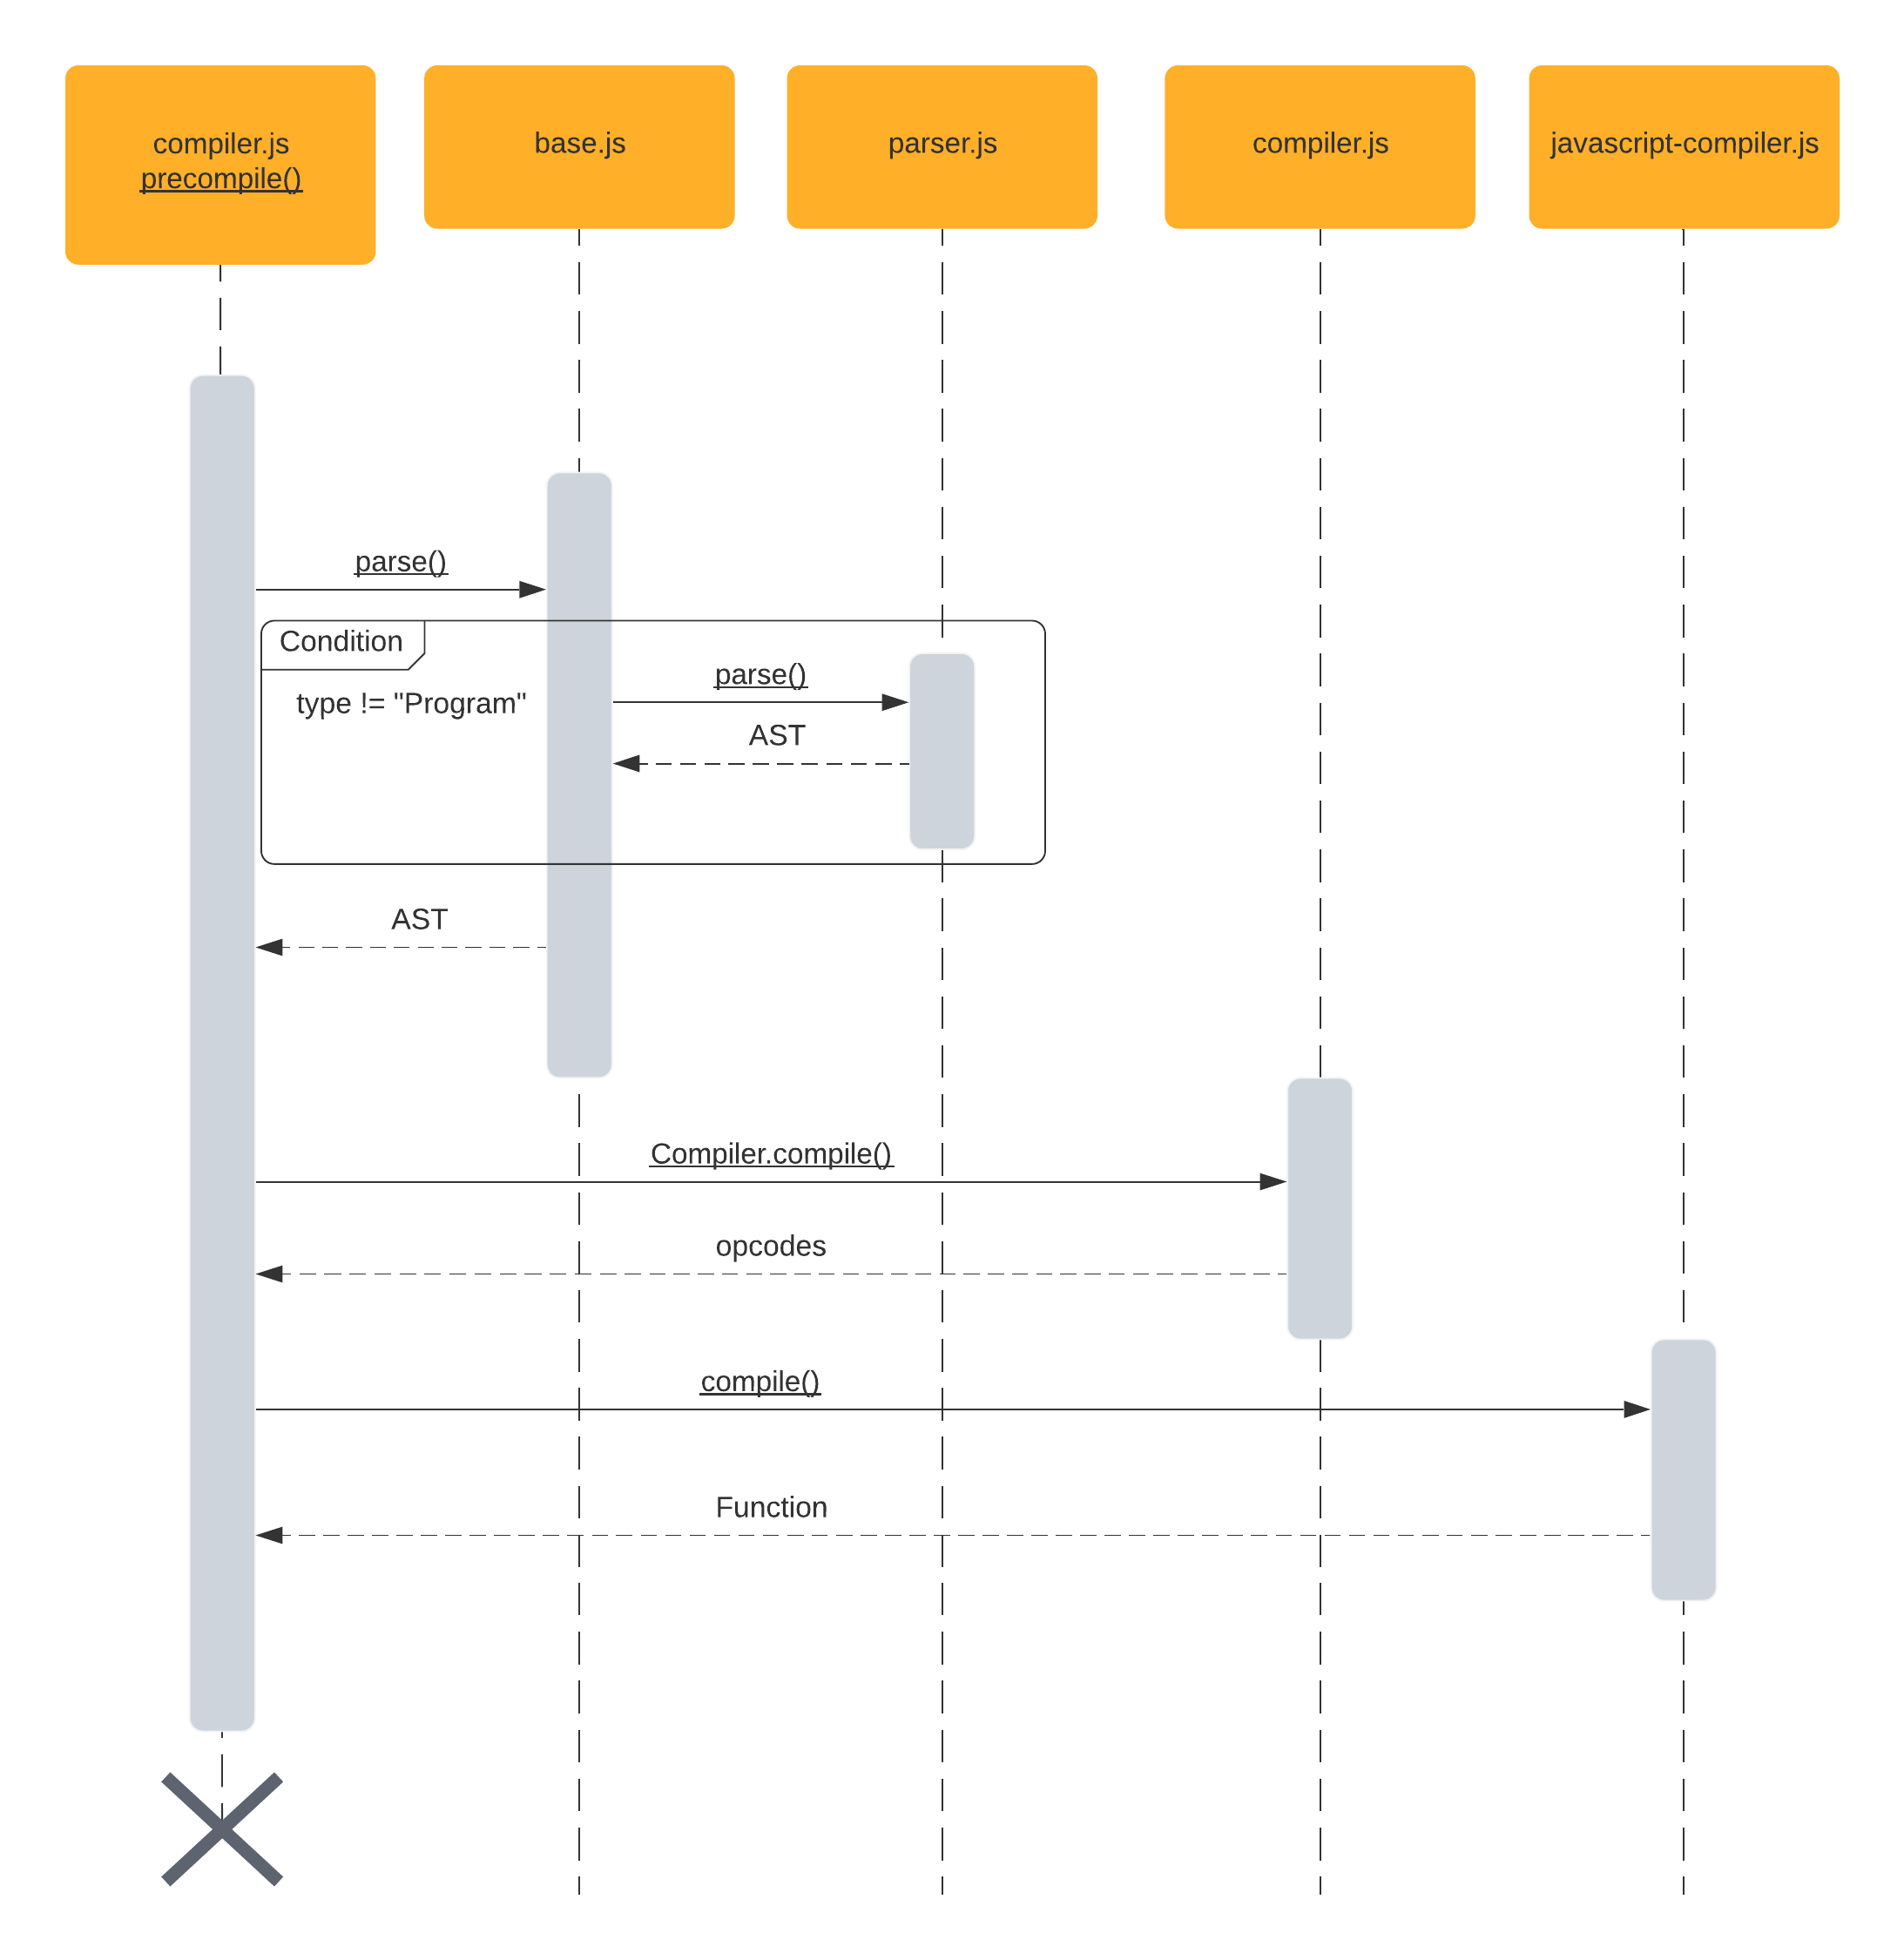 compiler.js
precompile()
base.js
parser.js
compiler.js
javascript-compiler.js
parse()
Condition
type != "Program"
parse()
AST
AST
Compiler.compile()
opcodes
compile()
Function